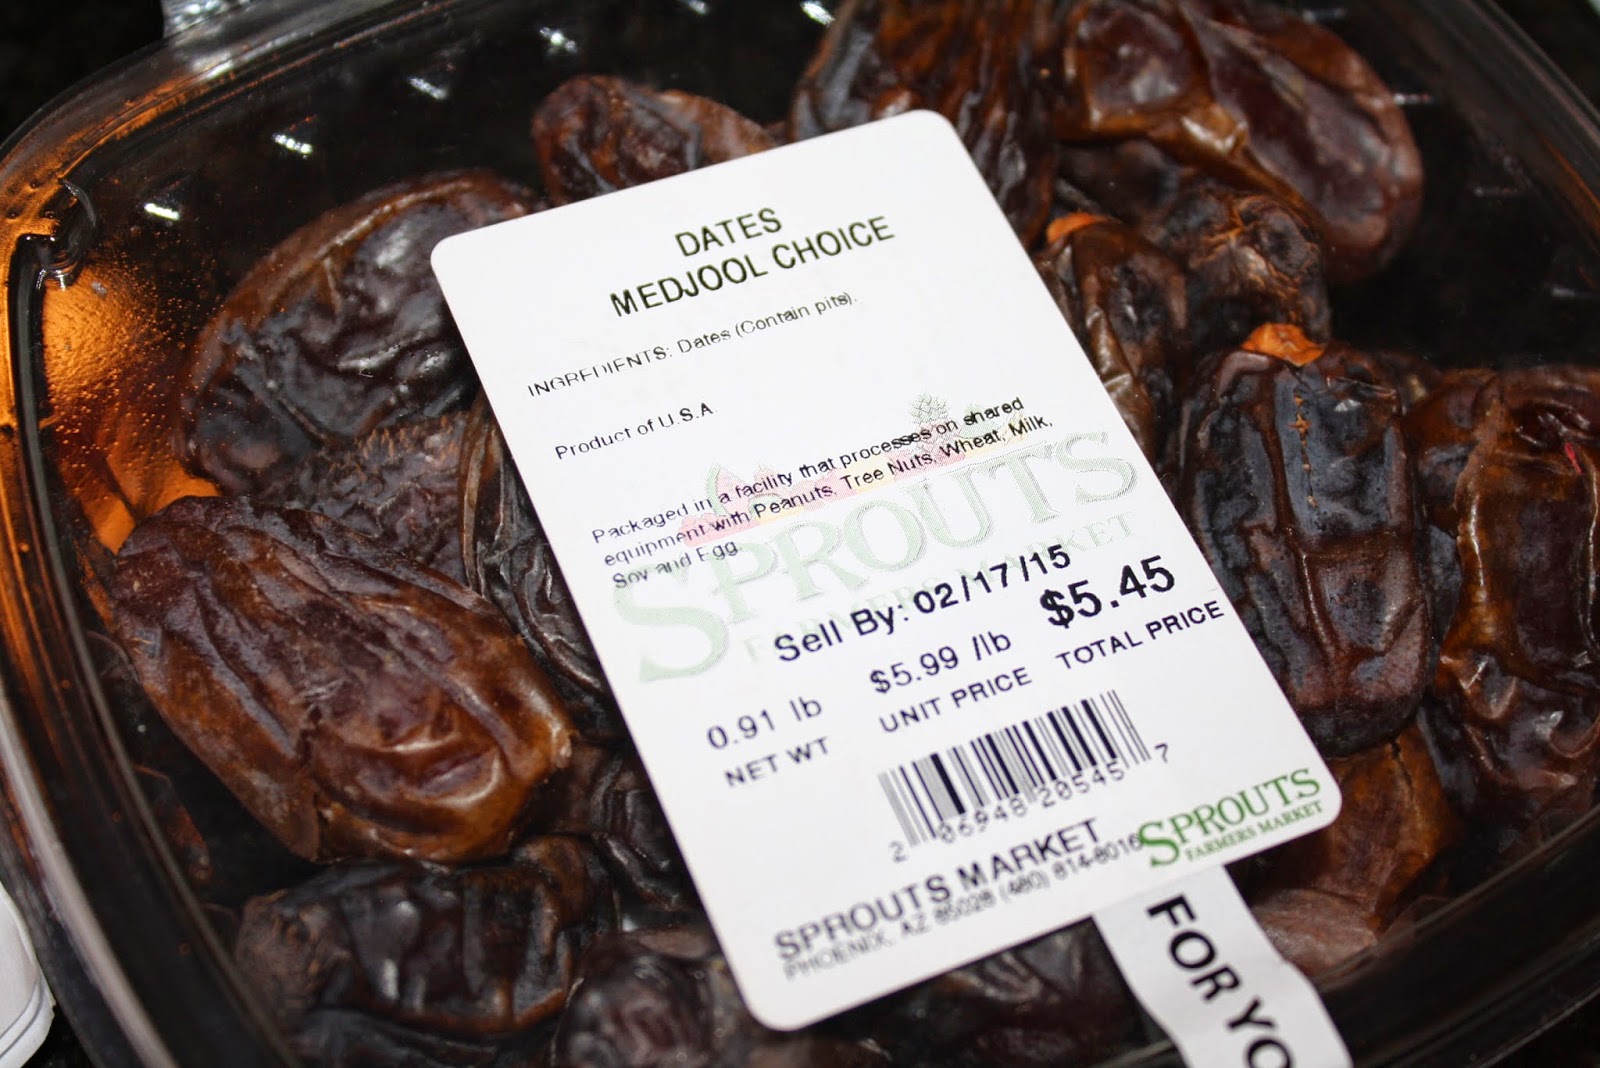 DATES
MEDJOOL CHOICE
INGREDIENTS: Dates (Contain pits).
Product of U.S.A.
Packaged in a facility that processes on shared
equipment with Peanuts, Tree Nuts, Wheat, Milk,
Soy and Egg.
SPROUTS
FARMERS MARKET
Sell By: 02/17/15
0.91 lb $5.99 /lb $5.45
NET WT UNIT PRICE TOTAL PRICE
2 06948 20545 7
SPROUTS MARKET
PHOENIX, AZ 85028 (480) 814-8016
SPROUTS
FARMERS MARKET
FOR YO